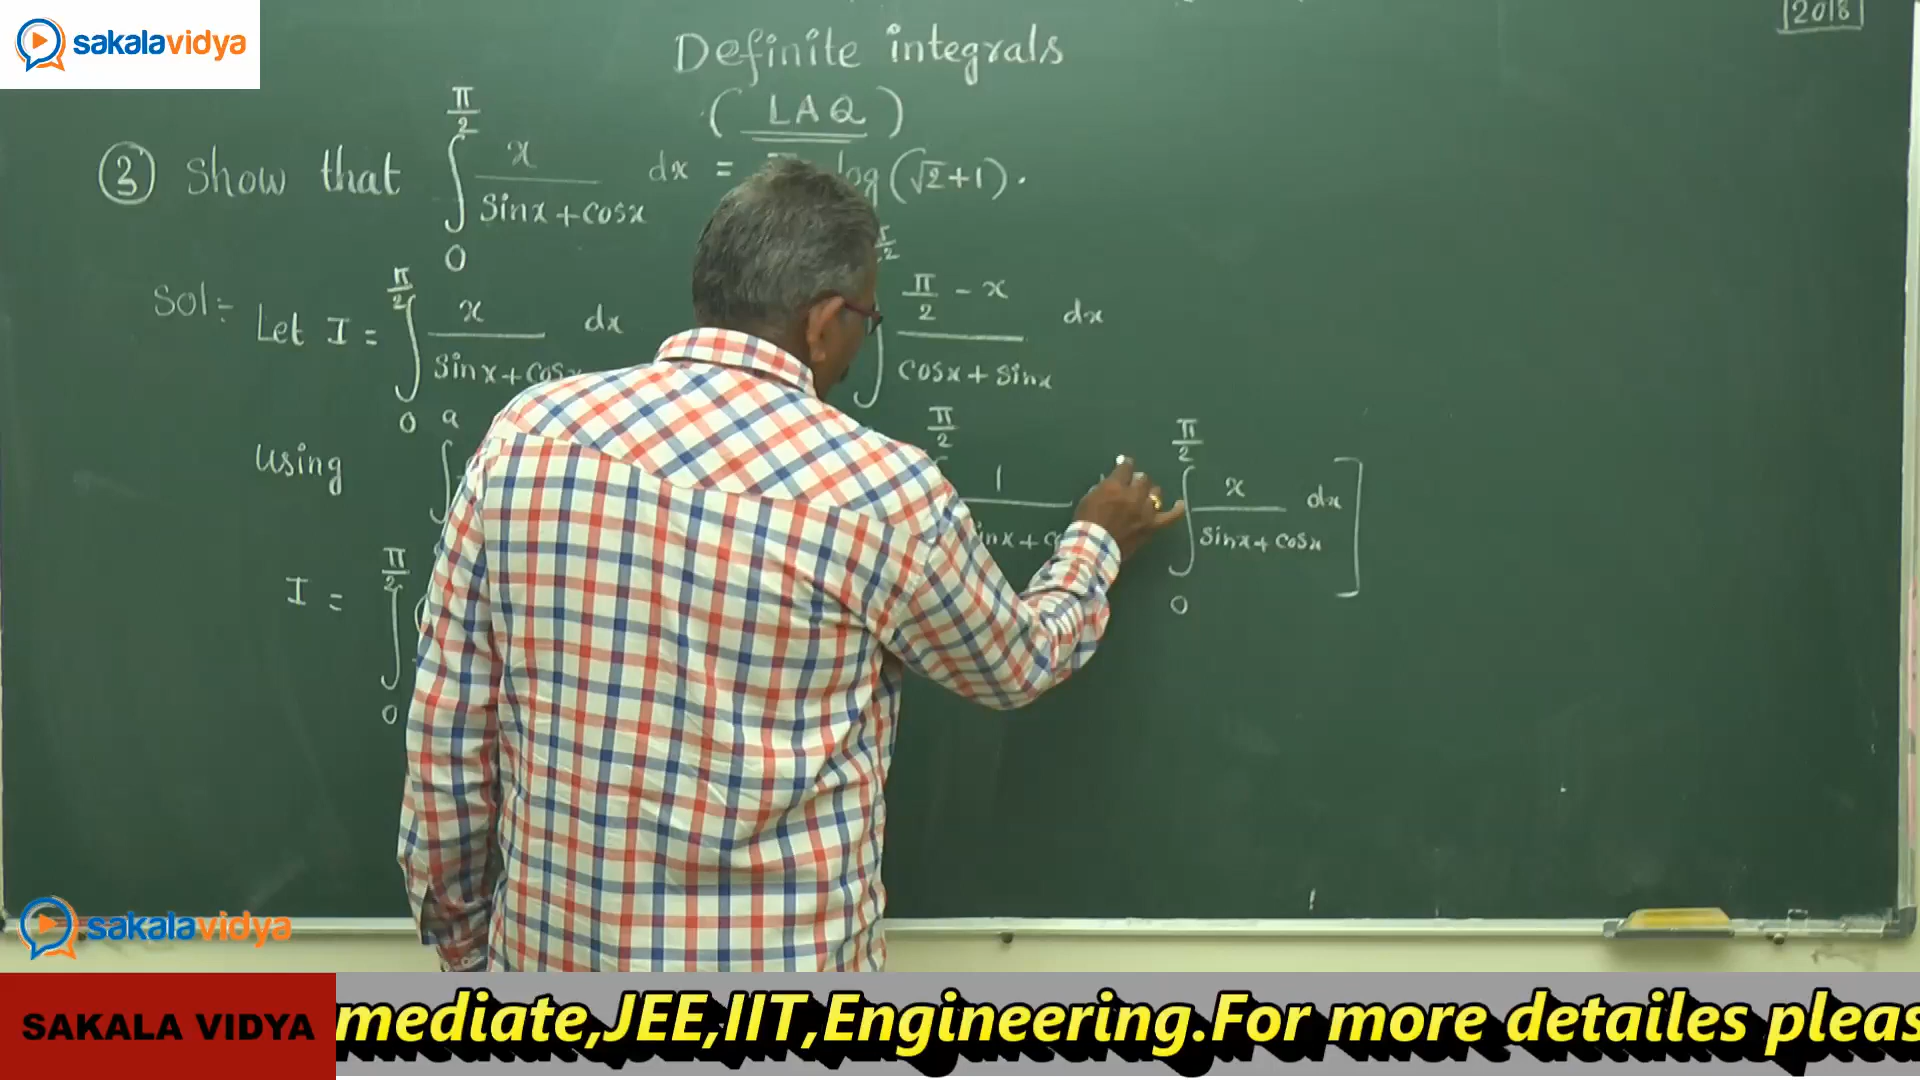 sakalavidya
2018
Definite integrals
(LAQ)
③ Show that ∫₀^(π/2) x/(sinx+cosx) dx = log(√2+1).
Sol:- Let I = ∫₀^(π/2) x/(sinx+cosx dx
∫ (π/2 - x)/(cosx+sinx) dx
using a
π/2 1 ∫₀^(π/2) x/(sinx+cosx) dx]
I = ∫₀^(π/2)
sakalavidya
SAKALA VIDYA
mediate,JEE,IIT,Engineering.For more detailes pleas